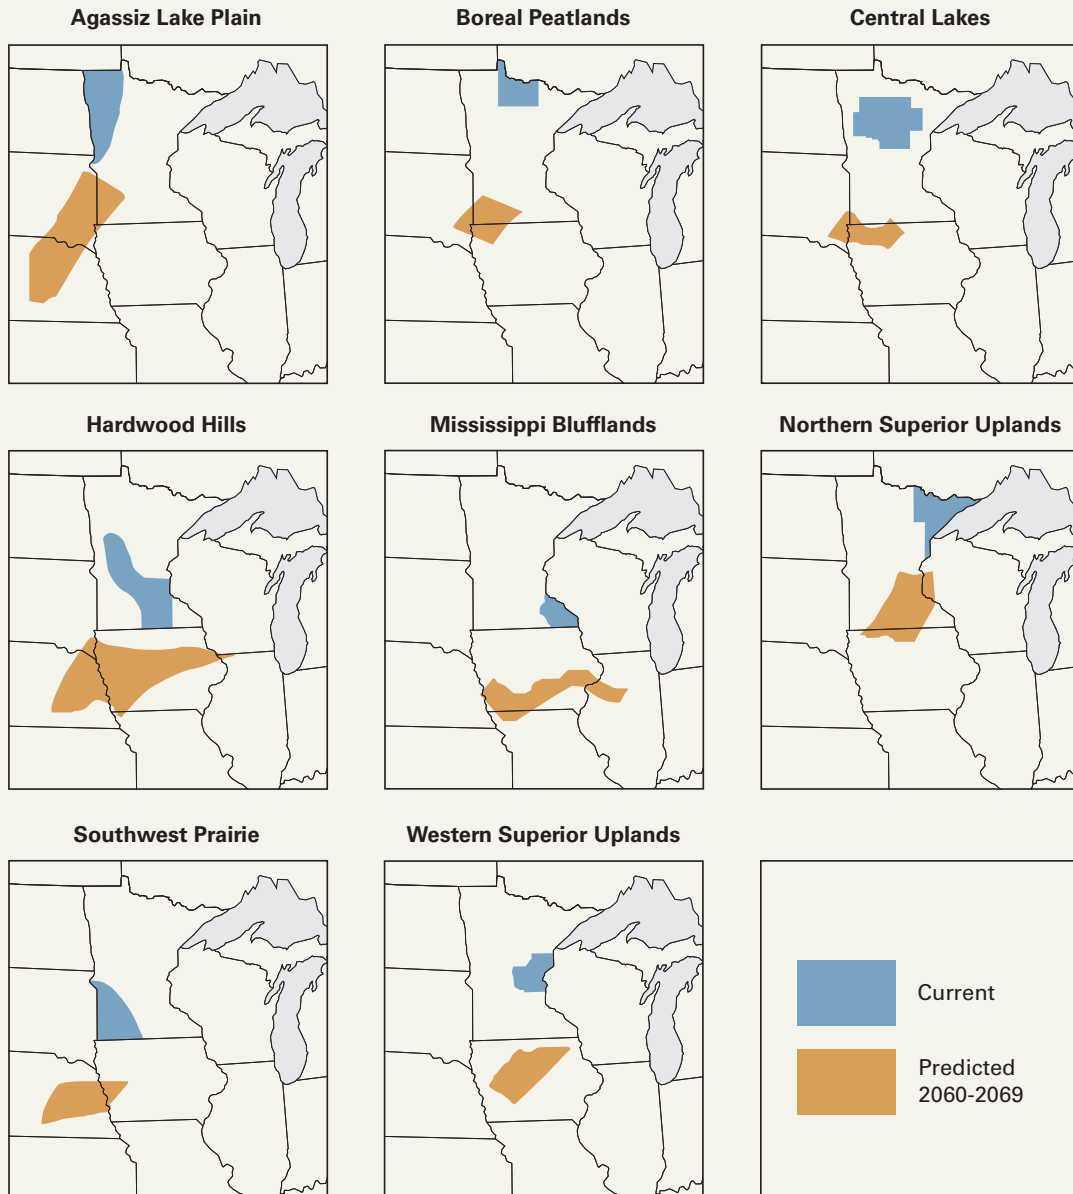 Agassiz Lake Plain
Boreal Peatlands
Central Lakes
Hardwood Hills
Mississippi Blufflands
Northern Superior Uplands
Southwest Prairie
Western Superior Uplands
Current
Predicted
2060-2069